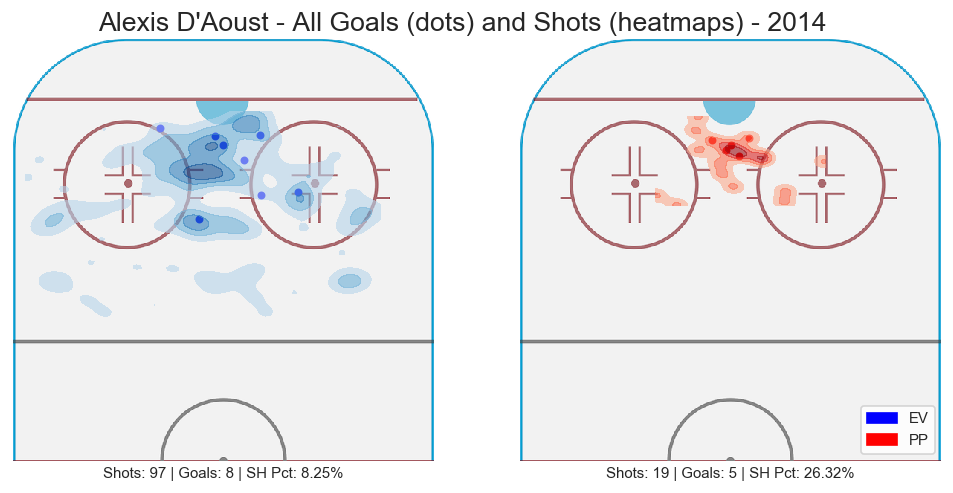 Alexis D'Aoust - All Goals (dots) and Shots (heatmaps) - 2014
EV
PP
Shots: 97 | Goals: 8 | SH Pct: 8.25%
Shots: 19 | Goals: 5 | SH Pct: 26.32%